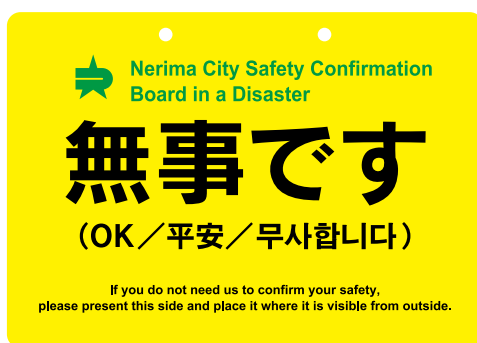 Nerima City Safety Confirmation
Board in a Disaster
無事です
（OK／平安／무사합니다）
If you do not need us to confirm your safety,
please present this side and place it where it is visible from outside.